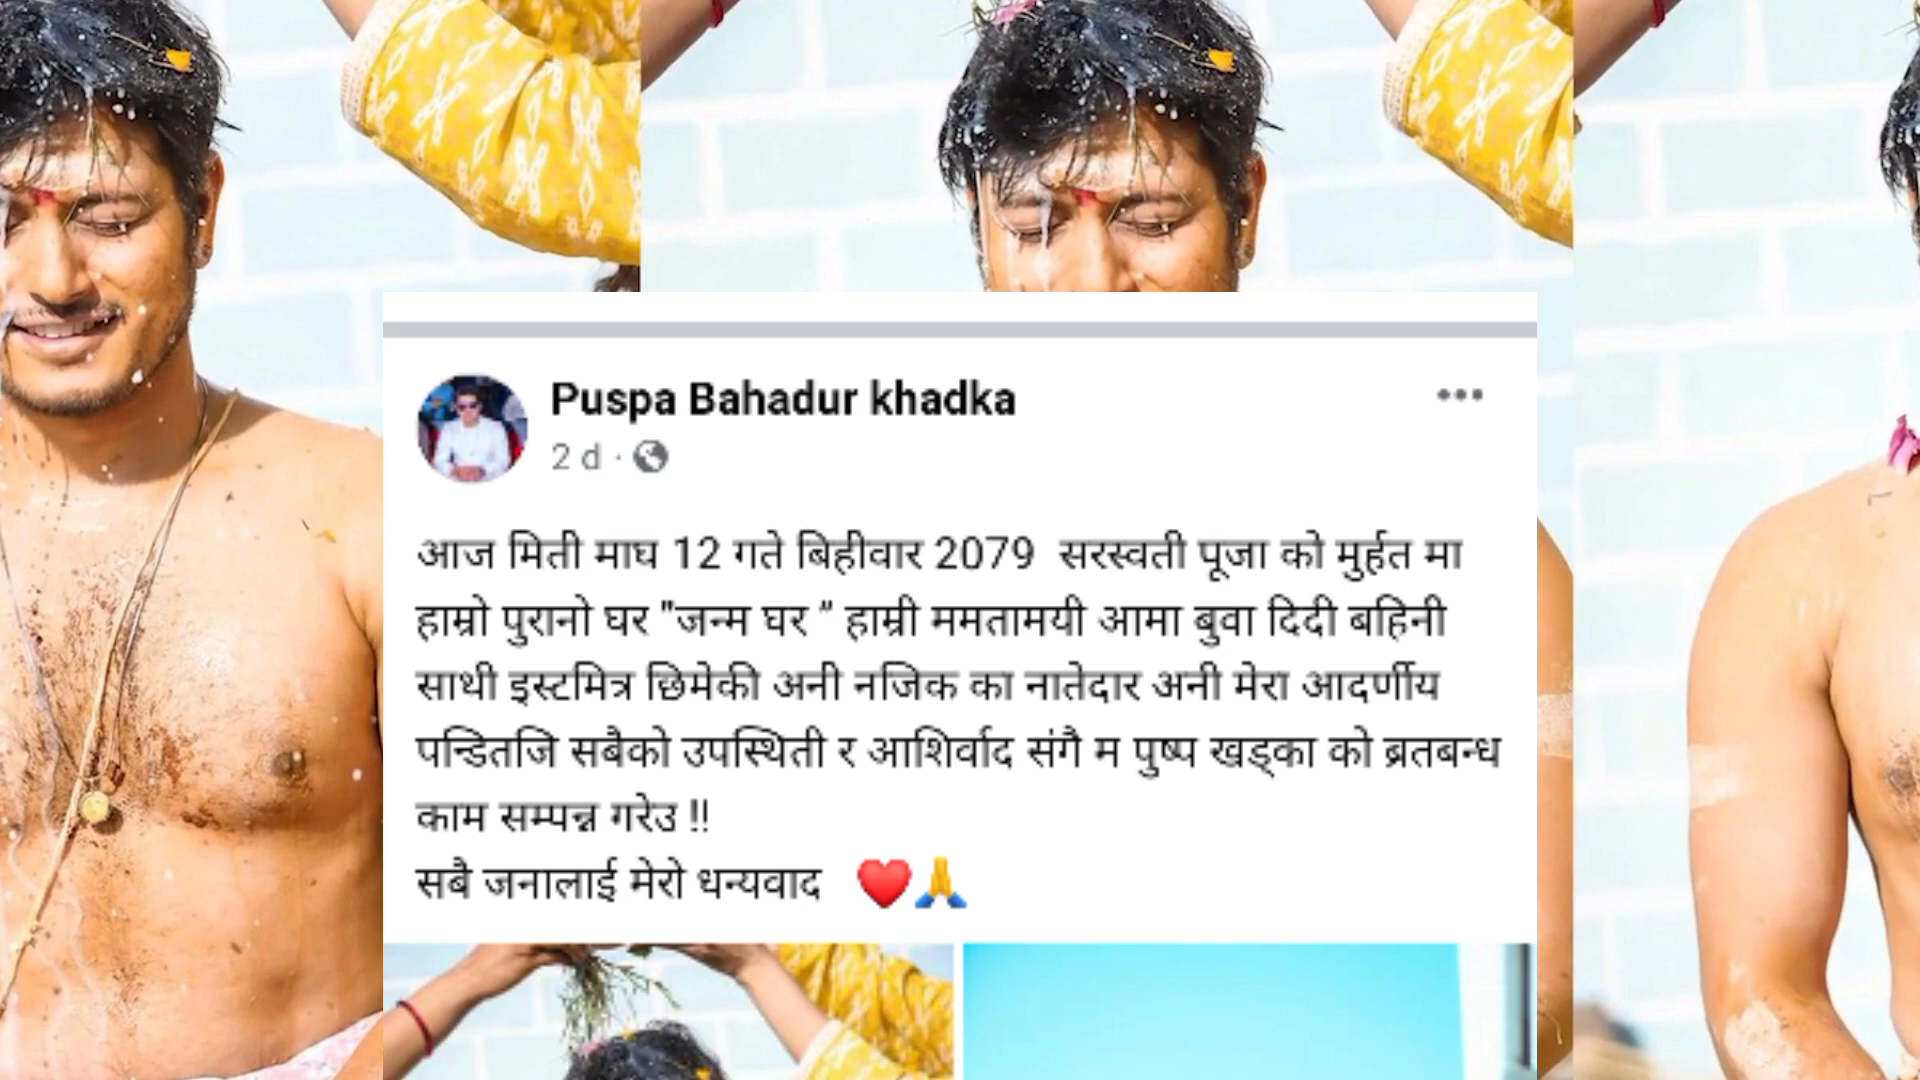 Puspa Bahadur khadka
2 d ·
आज मिती माघ 12 गते बिहीवार 2079 सरस्वती पूजा को मुर्हत मा
हाम्रो पुरानो घर "जन्म घर " हाम्री ममतामयी आमा बुवा दिदी बहिनी
साथी इस्टमित्र छिमेकी अनी नजिक का नातेदार अनी मेरा आदर्णीय
पन्डितजि सबैको उपस्थिती र आशिर्वाद संगै म पुष्प खड्का को ब्रतबन्ध
काम सम्पन्न गरेउ !!
सबै जनालाई मेरो धन्यवाद ❤️🙏